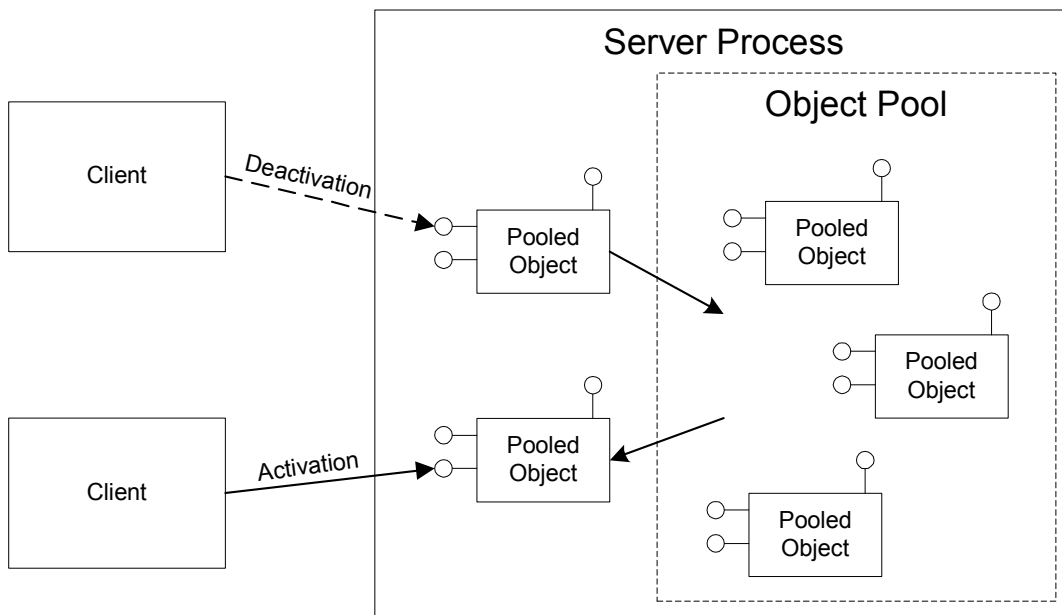 Server Process
Object Pool
Client
Deactivation
Pooled
Object
Pooled
Object
Pooled
Object
Client
Activation
Pooled
Object
Pooled
Object